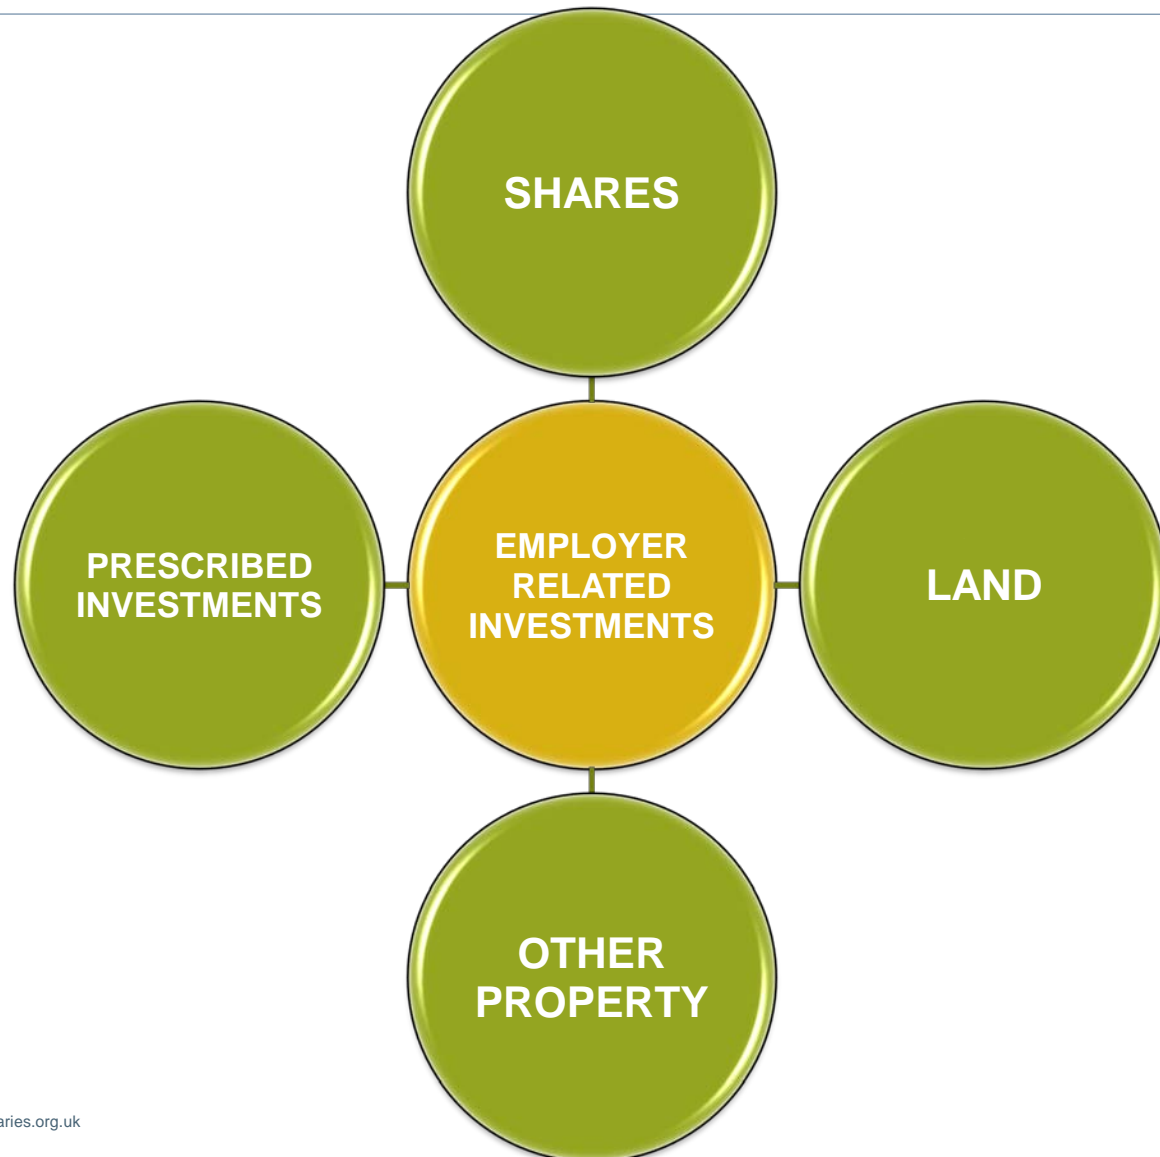 SHARES
PRESCRIBED
INVESTMENTS
EMPLOYER
RELATED
INVESTMENTS
LAND
OTHER
PROPERTY
aries.org.uk